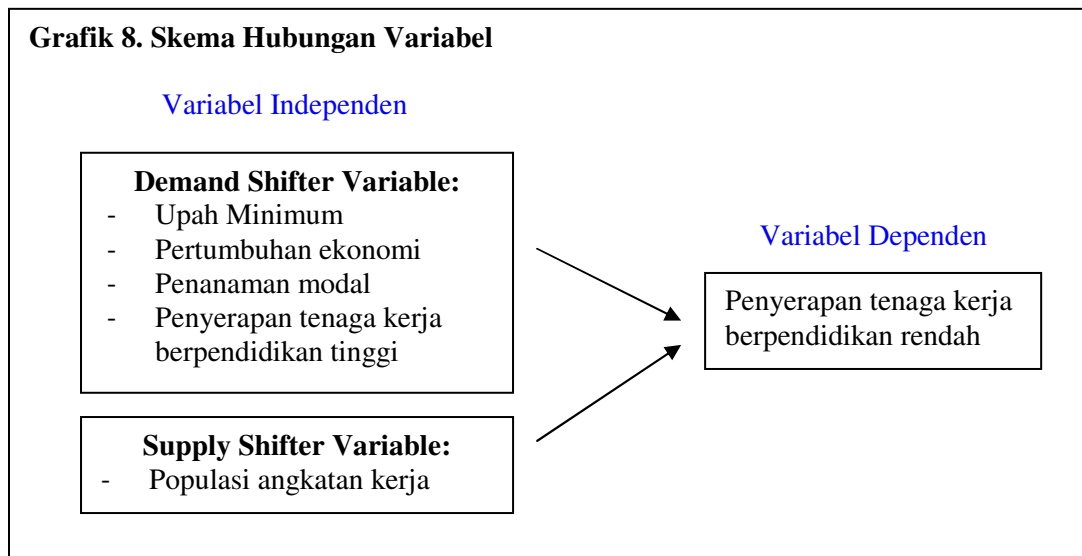 Grafik 8. Skema Hubungan Variabel
Variabel Independen
Demand Shifter Variable:
- Upah Minimum
- Pertumbuhan ekonomi
- Penanaman modal
- Penyerapan tenaga kerja
berpendidikan tinggi
Supply Shifter Variable:
- Populasi angkatan kerja
Variabel Dependen
Penyerapan tenaga kerja
berpendidikan rendah